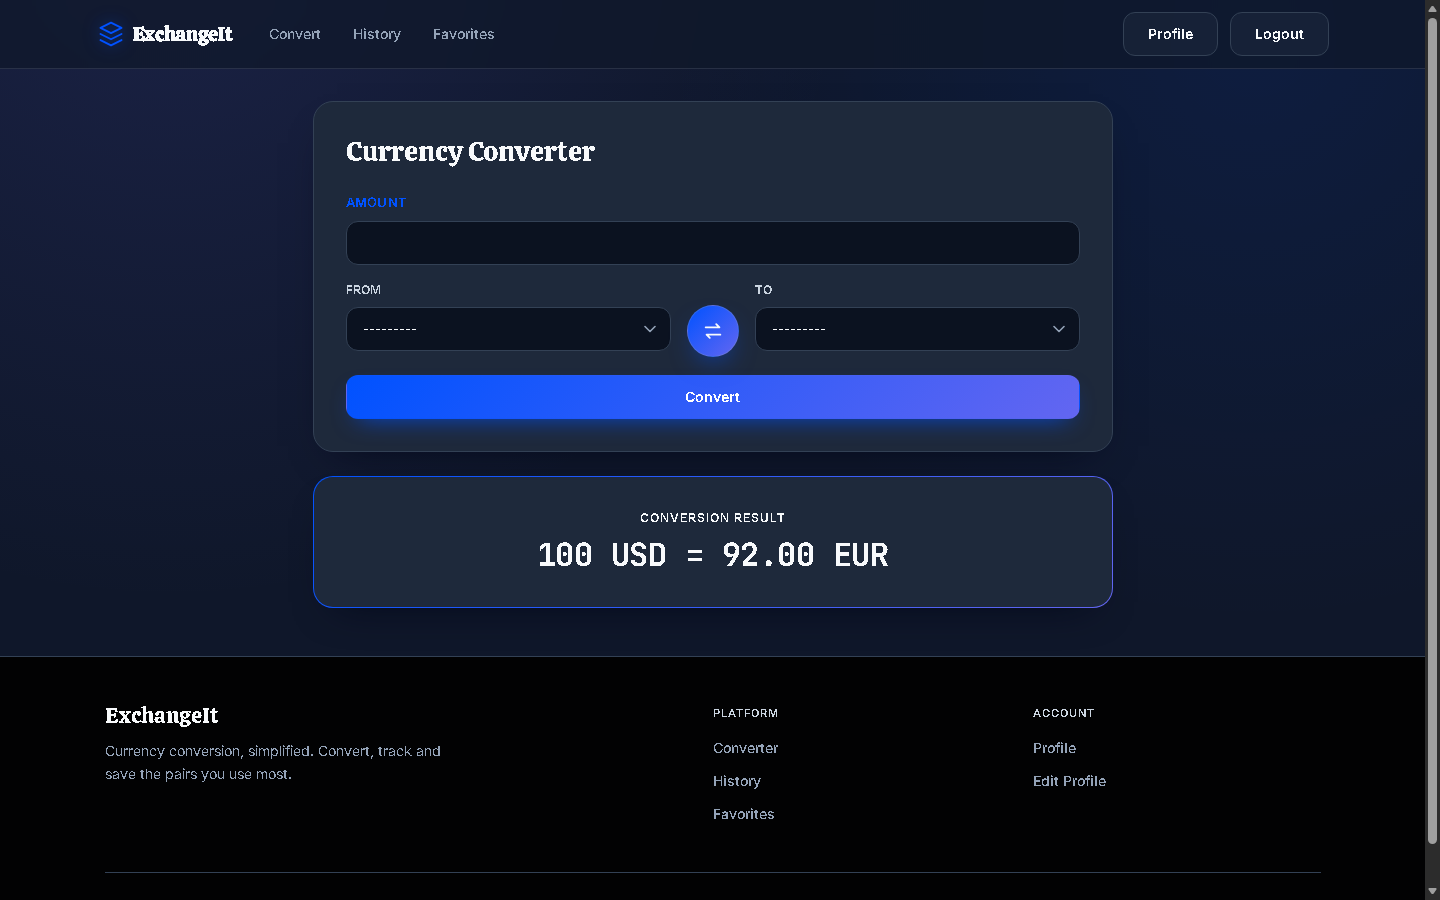 ExchangeIt
Convert
History
Favorites
Profile
Logout
Currency Converter
AMOUNT
FROM
TO
---------
---------
Convert
CONVERSION RESULT
100 USD = 92.00 EUR
ExchangeIt
Currency conversion, simplified. Convert, track and
save the pairs you use most.
PLATFORM
Converter
History
Favorites
ACCOUNT
Profile
Edit Profile